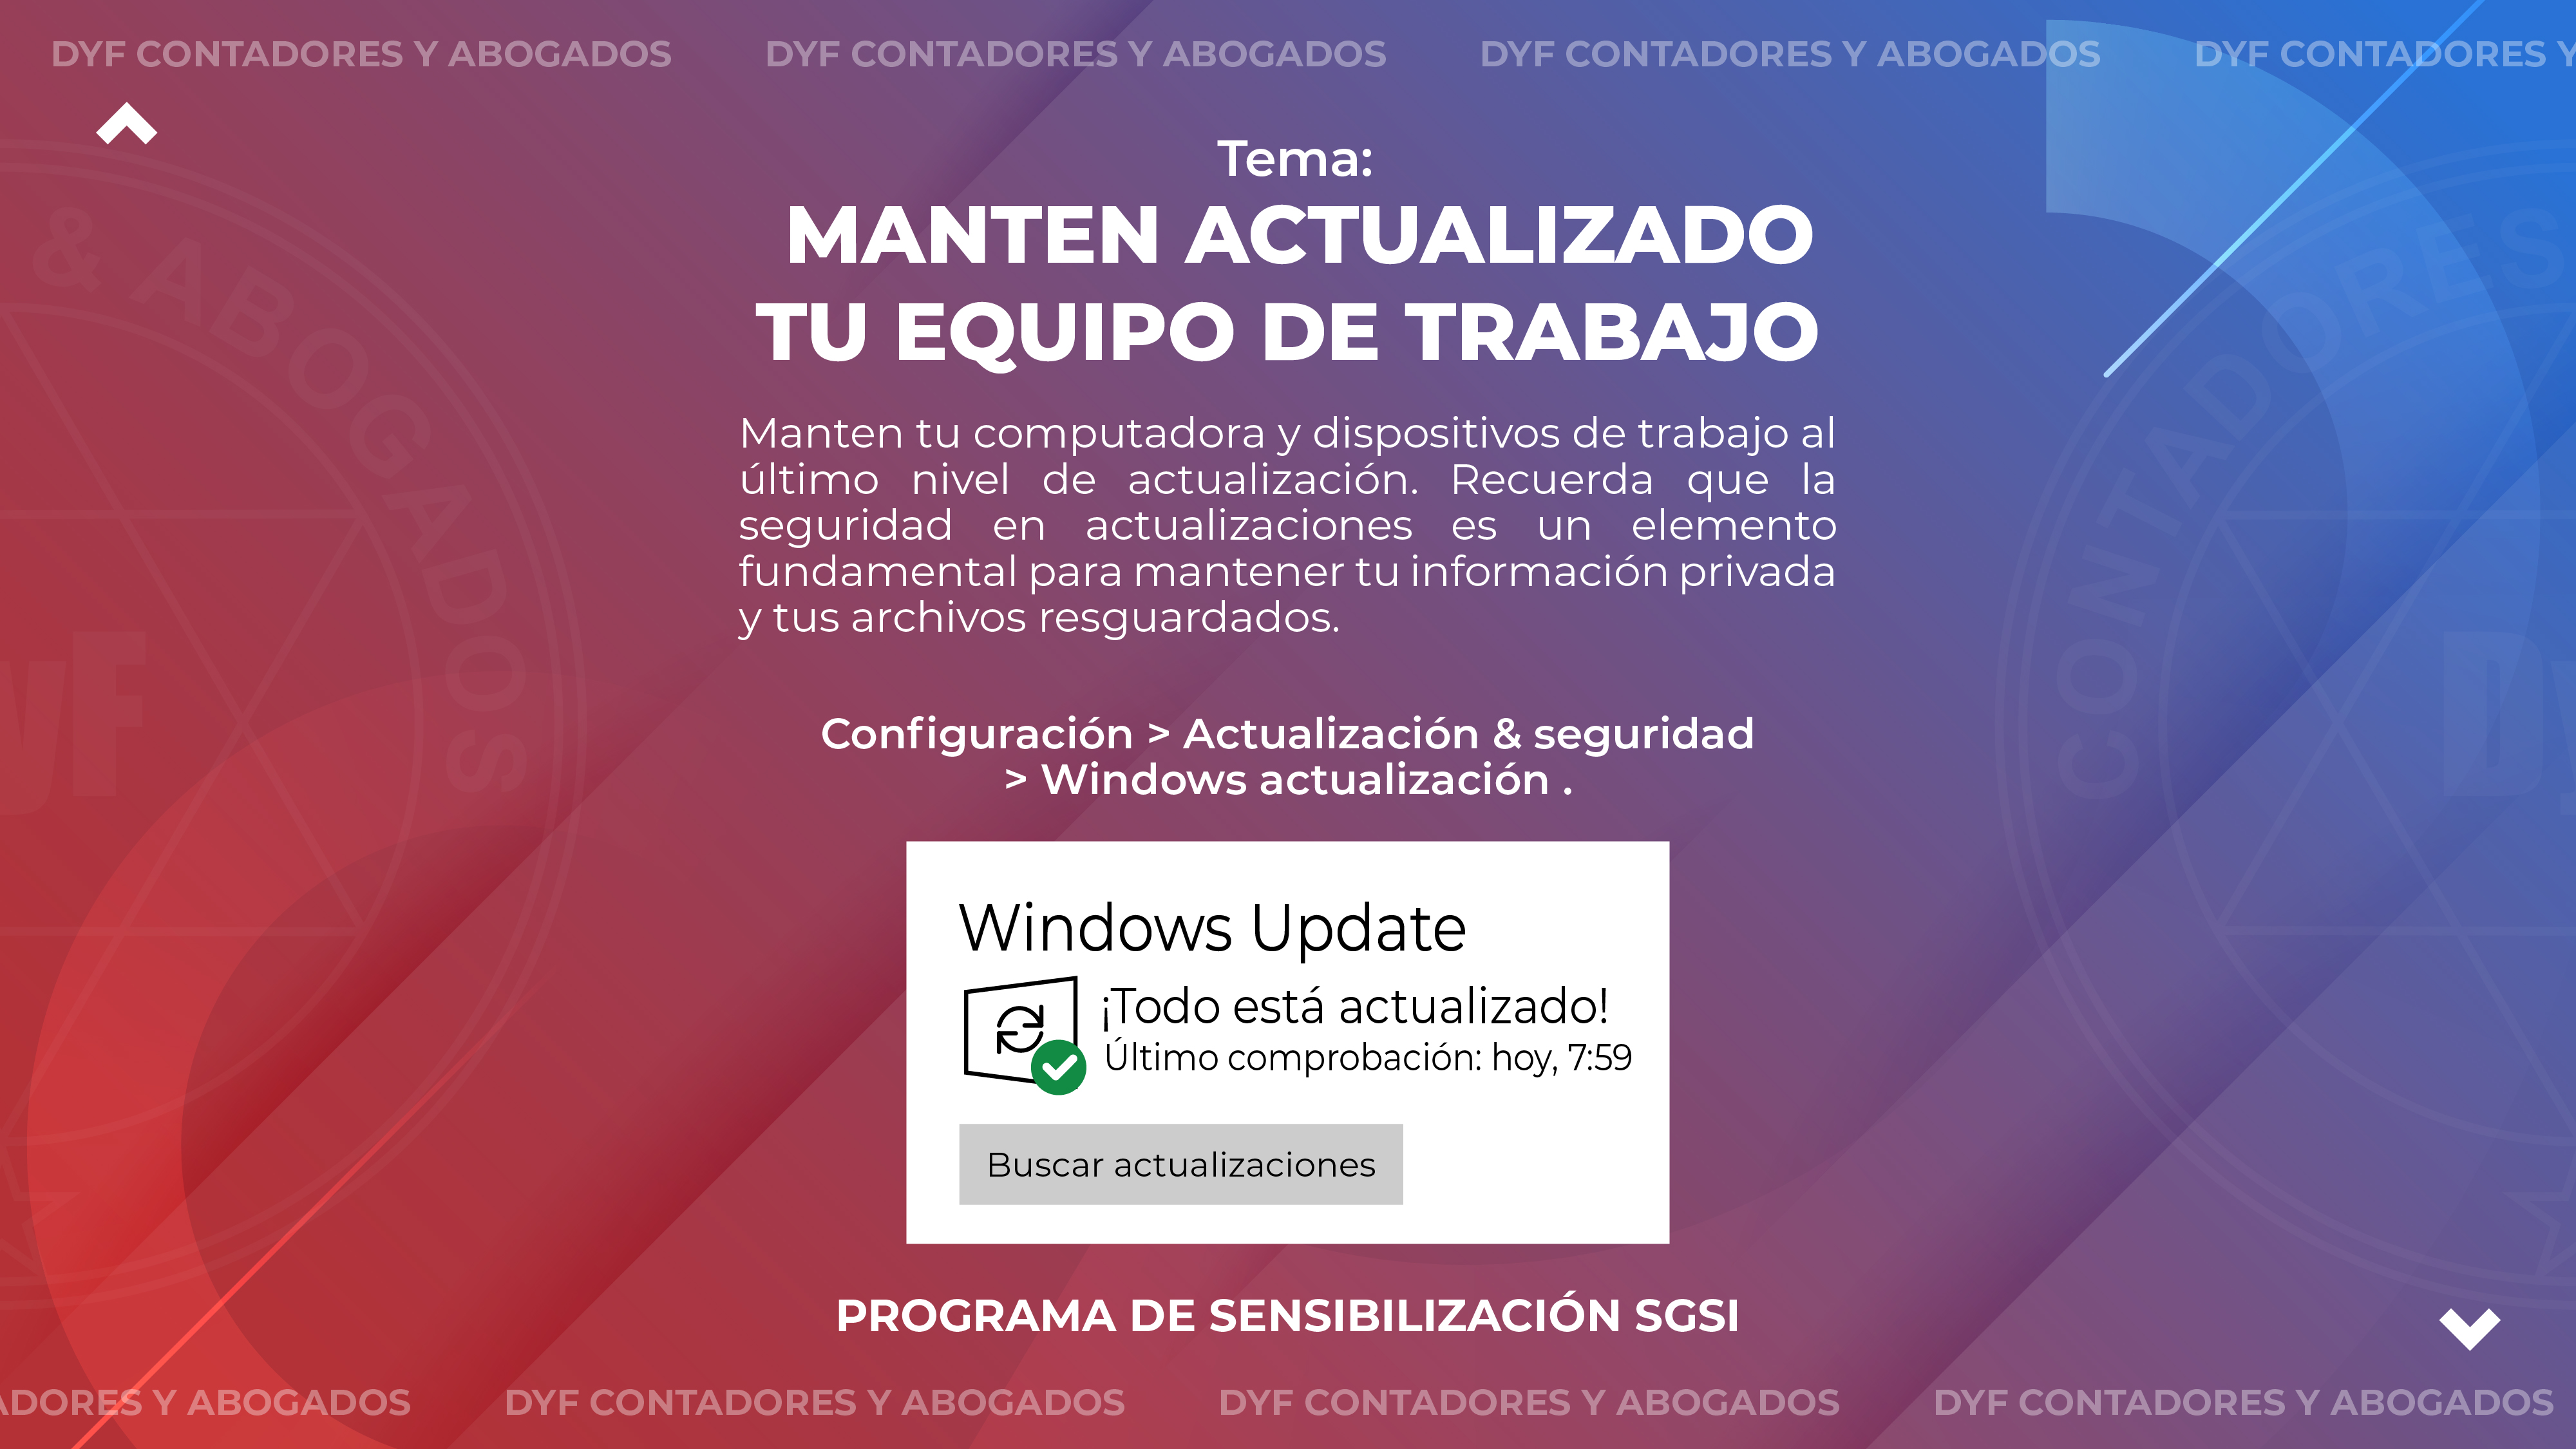 DYF CONTADORES Y ABOGADOS DYF CONTADORES Y ABOGADOS DYF CONTADORES Y ABOGADOS DYF CONTADORES Y
Tema:
MANTEN ACTUALIZADO
TU EQUIPO DE TRABAJO
Manten tu computadora y dispositivos de trabajo al
último nivel de actualización. Recuerda que la
seguridad en actualizaciones es un elemento
fundamental para mantener tu información privada
y tus archivos resguardados.
& ABOGADOS
DyF
CONTADORES
Dy
Configuración > Actualización & seguridad
> Windows actualización .
Windows Update
¡Todo está actualizado!
Último comprobación: hoy, 7:59
Buscar actualizaciones
PROGRAMA DE SENSIBILIZACIÓN SGSI
ADORES Y ABOGADOS DYF CONTADORES Y ABOGADOS DYF CONTADORES Y ABOGADOS DYF CONTADORES Y ABOGADOS